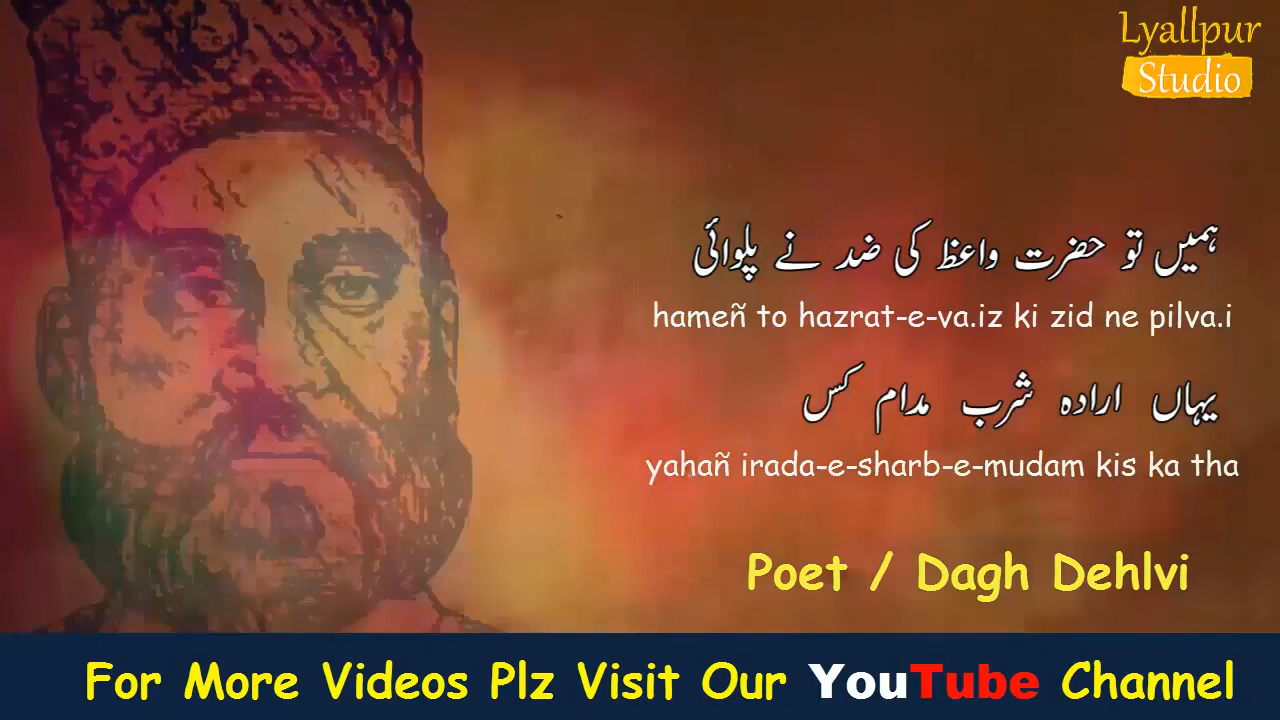 Lyallpur
Studio
ہمیں تو حضرت واعظ کی ضد نے پلوائی
hameñ to hazrat-e-va.iz ki zid ne pilva.i
یہاں ارادہ شرب مدام کس
yahañ irada-e-sharb-e-mudam kis ka tha
Poet / Dagh Dehlvi
For More Videos Plz Visit Our YouTube Channel